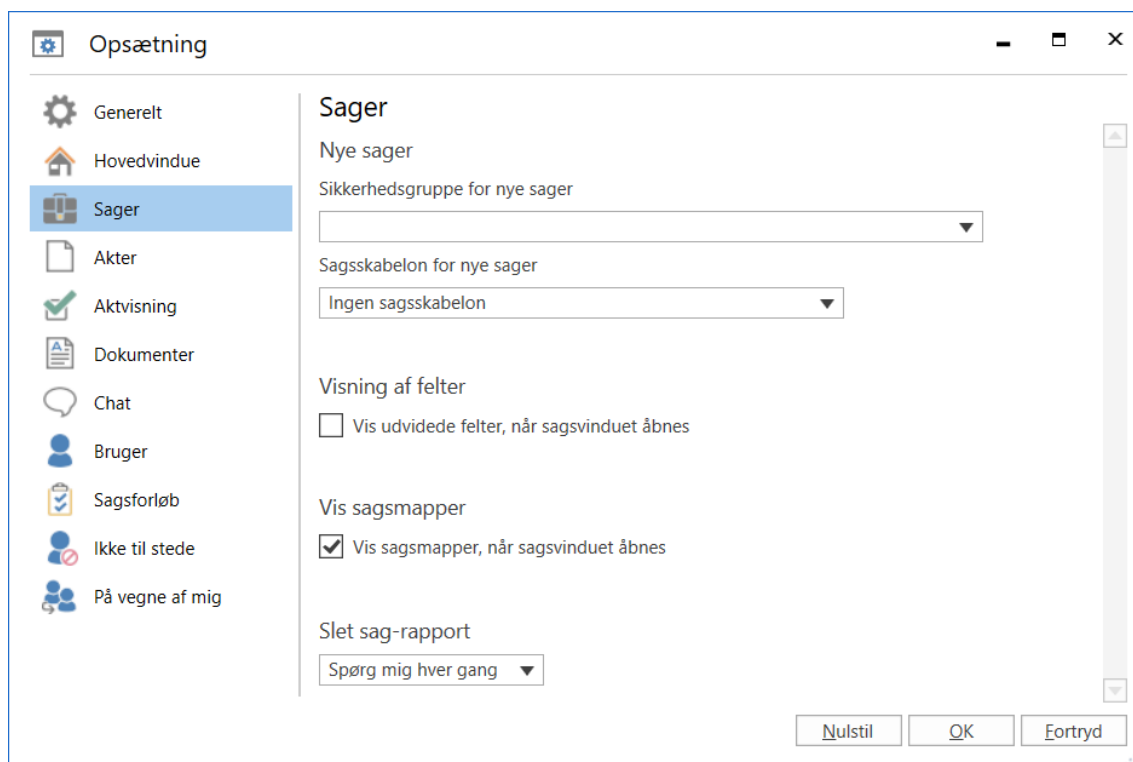 Opsætning
Generelt
Hovedvindue
Sager
Akter
Aktvisning
Dokumenter
Chat
Bruger
Sagsforløb
Ikke til stede
På vegne af mig
Sager
Nye sager
Sikkerhedsgruppe for nye sager
Sagsskabelon for nye sager
Ingen sagsskabelon
Visning af felter
Vis udvidede felter, når sagsvinduet åbnes
Vis sagsmapper
Vis sagsmapper, når sagsvinduet åbnes
Slet sag-rapport
Spørg mig hver gang
Nulstil OK Fortryd